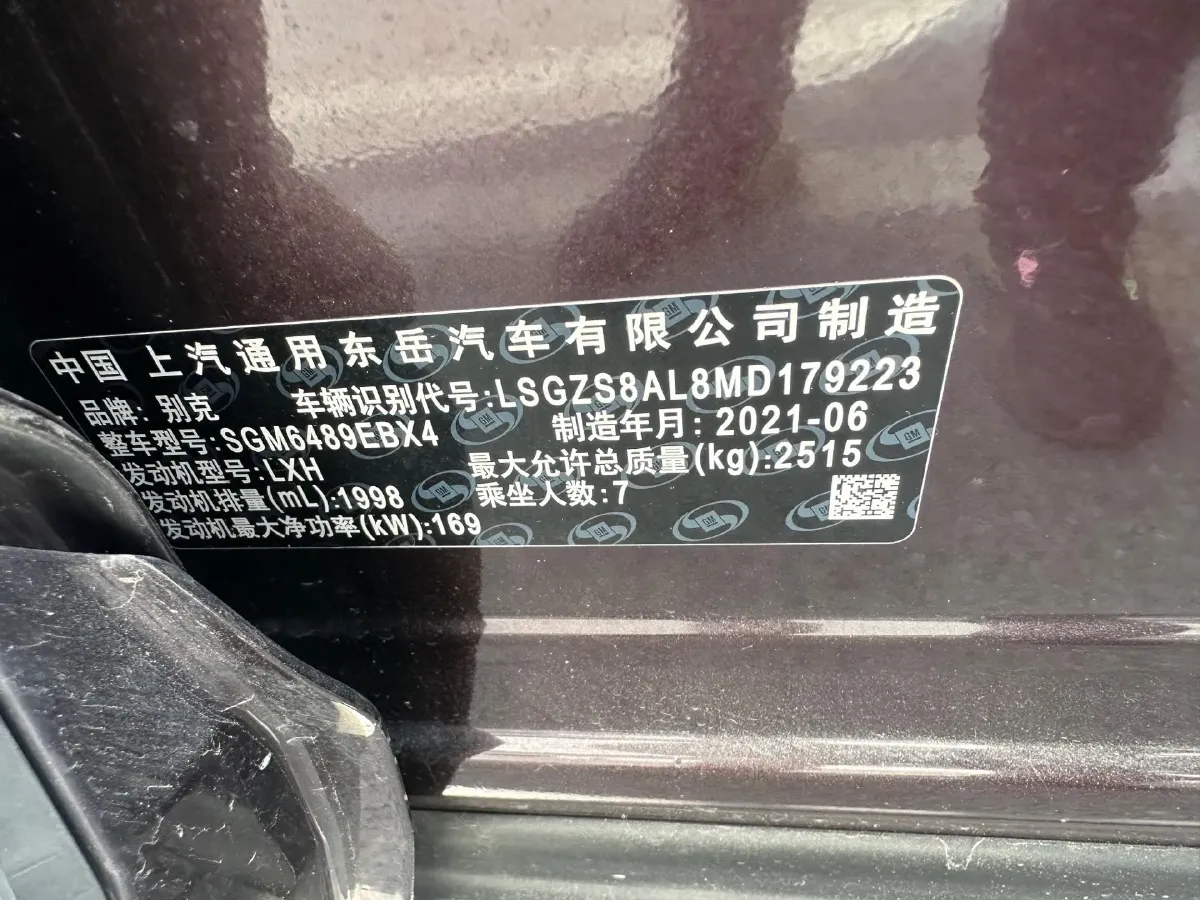 中国 上汽通用东岳汽车有限公司制造
品牌: 别克 车辆识别代号:LSGZS8AL8MD179223
整车型号:SGM6489EBX4 制造年月: 2021-06
发动机型号:LXH 最大允许总质量(kg):2515
发动机排量(mL):1998 乘坐人数:7
发动机最大净功率(kW):169